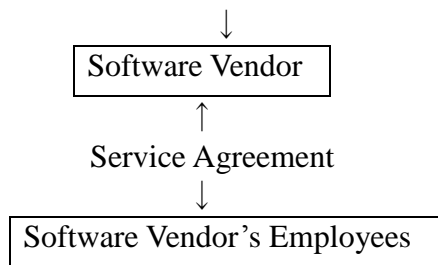 Software Vendor
Service Agreement
Software Vendor’s Employees